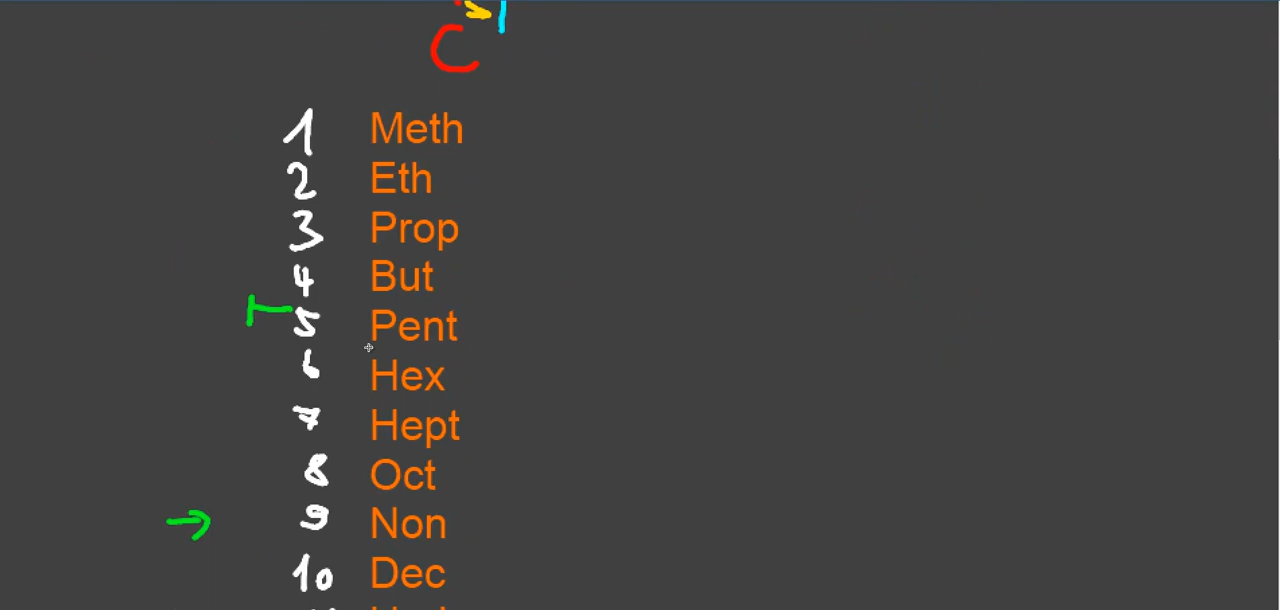 C
1 Meth
2 Eth
3 Prop
4 But
5 Pent
6 Hex
7 Hept
8 Oct
9 Non
10 Dec